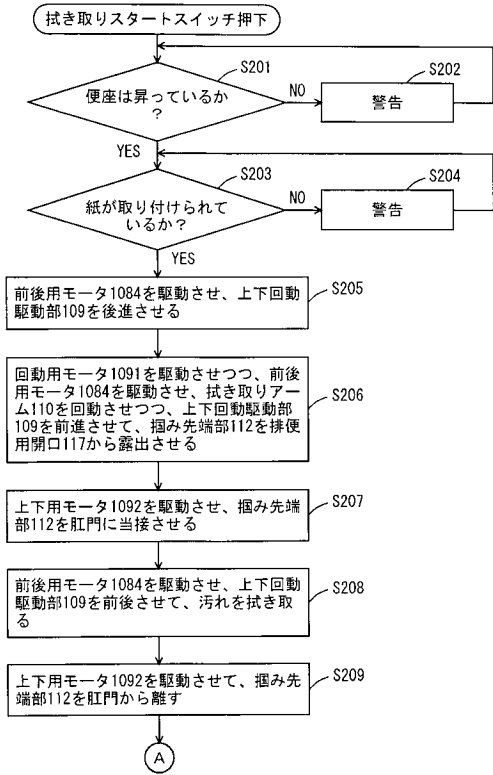 拭き取りスタートスイッチ押下
S201
便座は昇っているか
?
NO
S202
警告
YES
S203
紙が取り付けられて
いるか?
NO
S204
警告
YES
S205
前後用モータ1084を駆動させ、上下回動
駆動部109を後進させる
S206
回動用モータ1091を駆動させつつ、前後
用モータ1084を駆動させ、拭き取りアー
ム110を回動させつつ、上下回動駆動部
109を前進させて、掴み先端部112を排便
用開口117から露出させる
S207
上下用モータ1092を駆動させ、掴み先端
部112を肛門に当接させる
S208
前後用モータ1084を駆動させ、上下回動
駆動部109を前後させて、汚れを拭き取
る
S209
上下用モータ1092を駆動させて、掴み先
端部112を肛門から離す
A